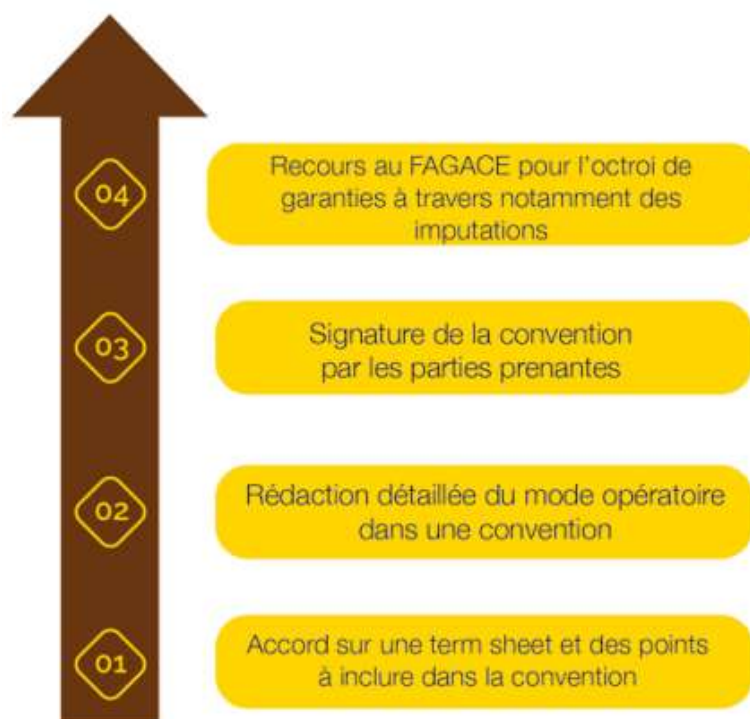 04
Recours au FAGACE pour l'octroi de
garanties à travers notamment des
imputations
03
Signature de la convention
par les parties prenantes
02
Rédaction détaillée du mode opératoire
dans une convention
01
Accord sur une term sheet et des points
à inclure dans la convention